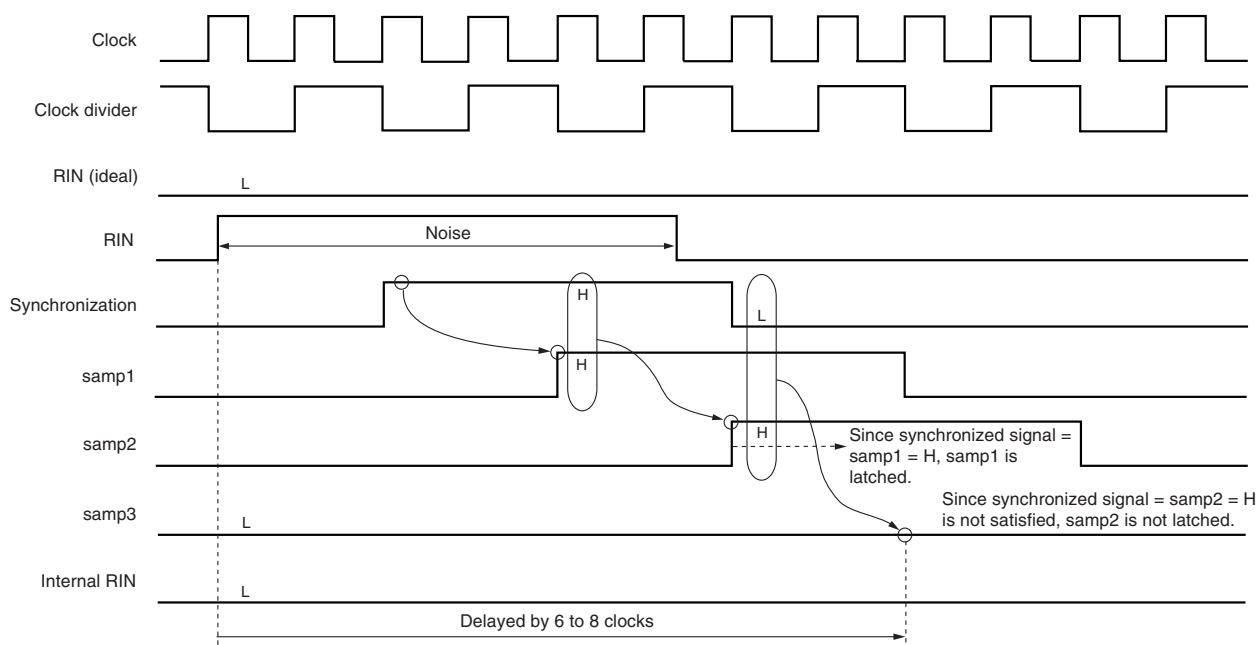 Clock
Clock divider
RIN (ideal)
L
RIN
Noise
Synchronization
H
L
samp1
H
samp2
H
Since synchronized signal =
samp1 = H, samp1 is
latched.
samp3
L
Since synchronized signal = samp2 = H
is not satisfied, samp2 is not latched.
Internal RIN
L
Delayed by 6 to 8 clocks